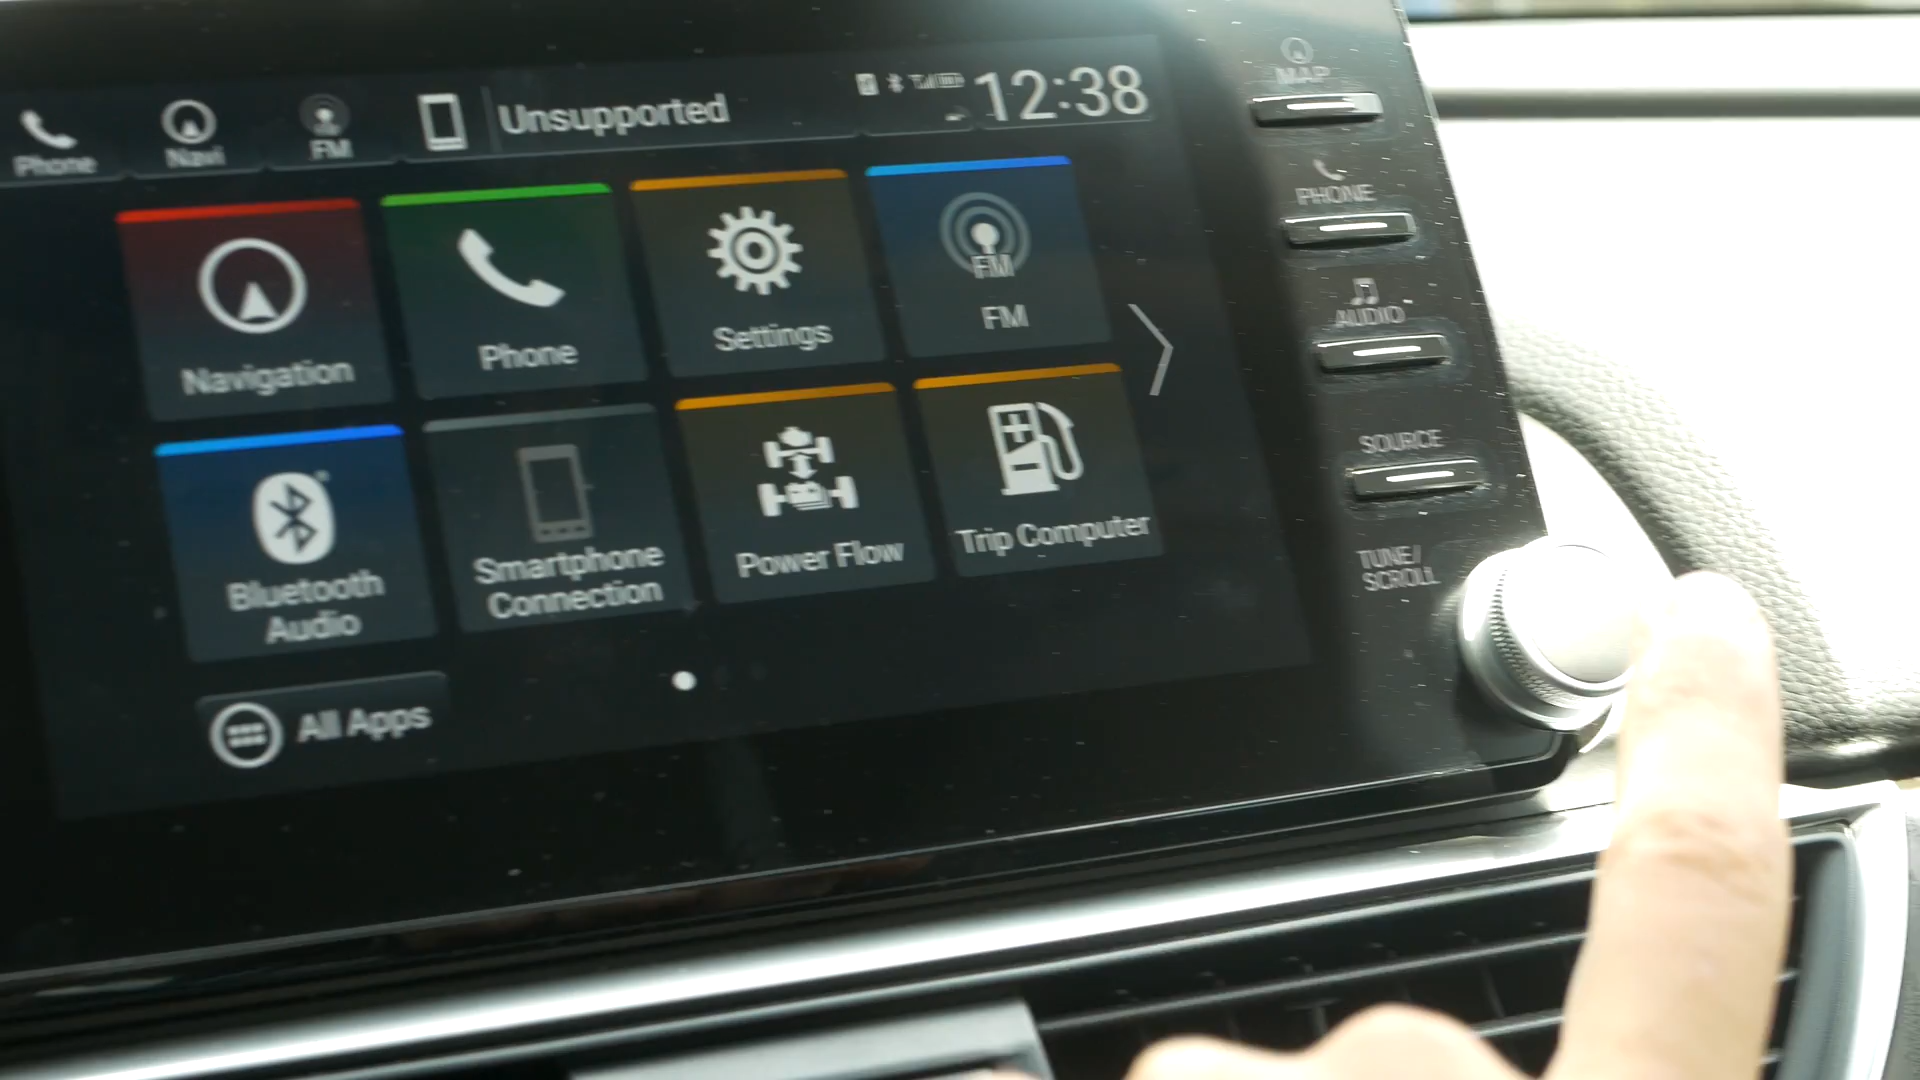 Phone
Navi
FM
Unsupported
12:38
Navigation
Phone
Settings
FM
FM
Bluetooth
Audio
Smartphone
Connection
Power Flow
Trip Computer
All Apps
MAP
PHONE
AUDIO
SOURCE
TUNE/
SCROLL